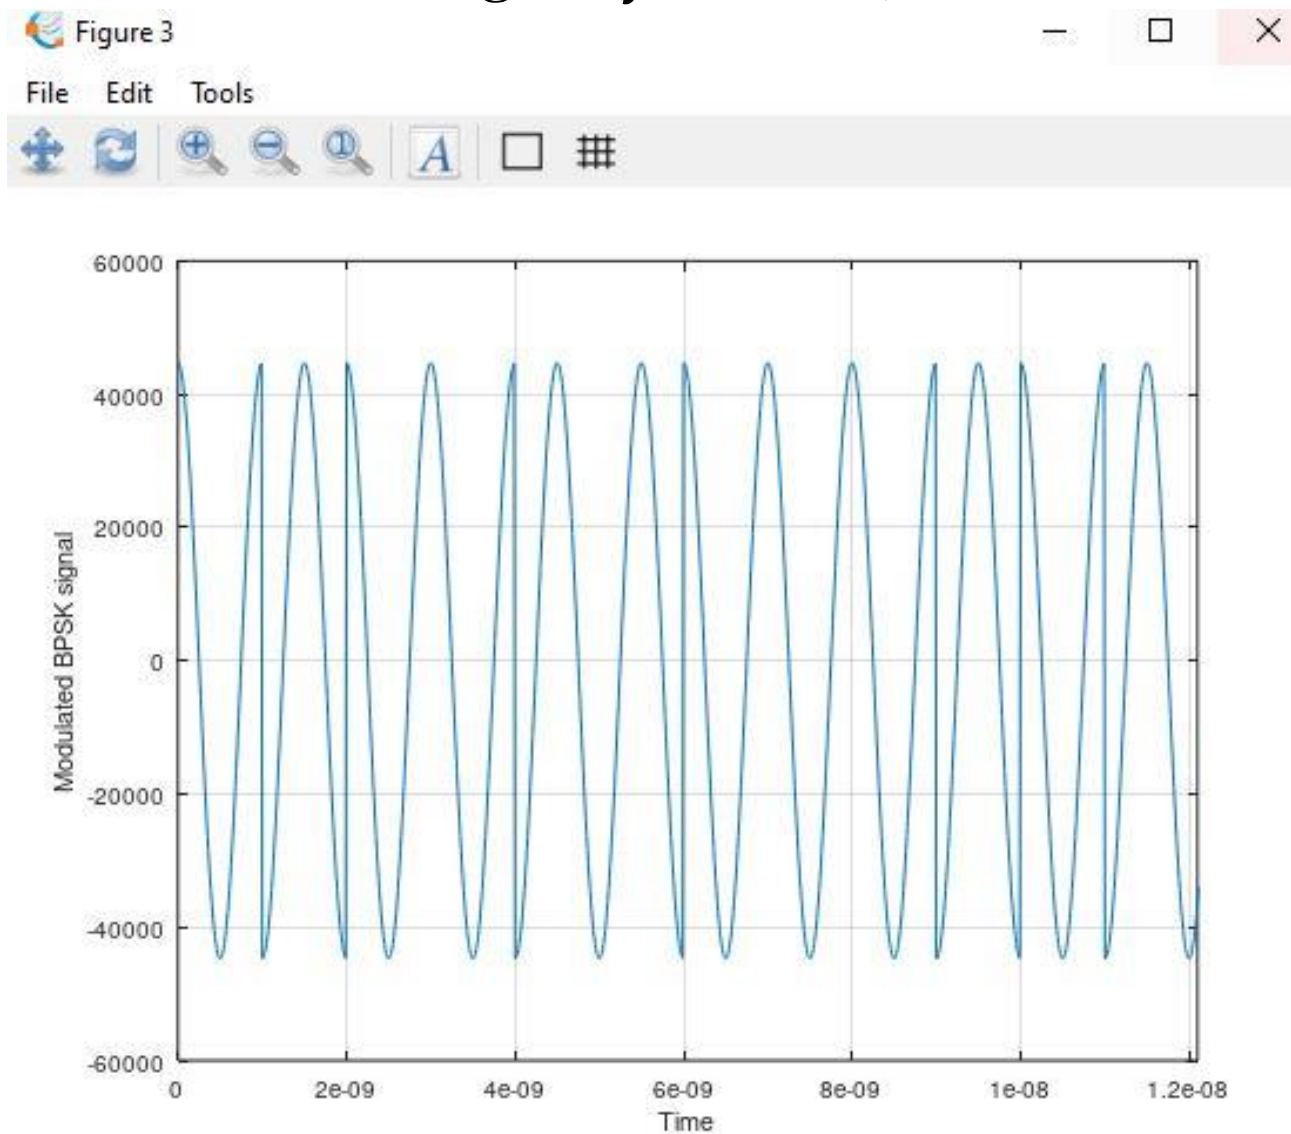 Figure 3
File Edit Tools
A
60000
40000
20000
0
-20000
-40000
-60000
Modulated BPSK signal
0 2e-09 4e-09 6e-09 8e-09 1e-08 1.2e-08
Time